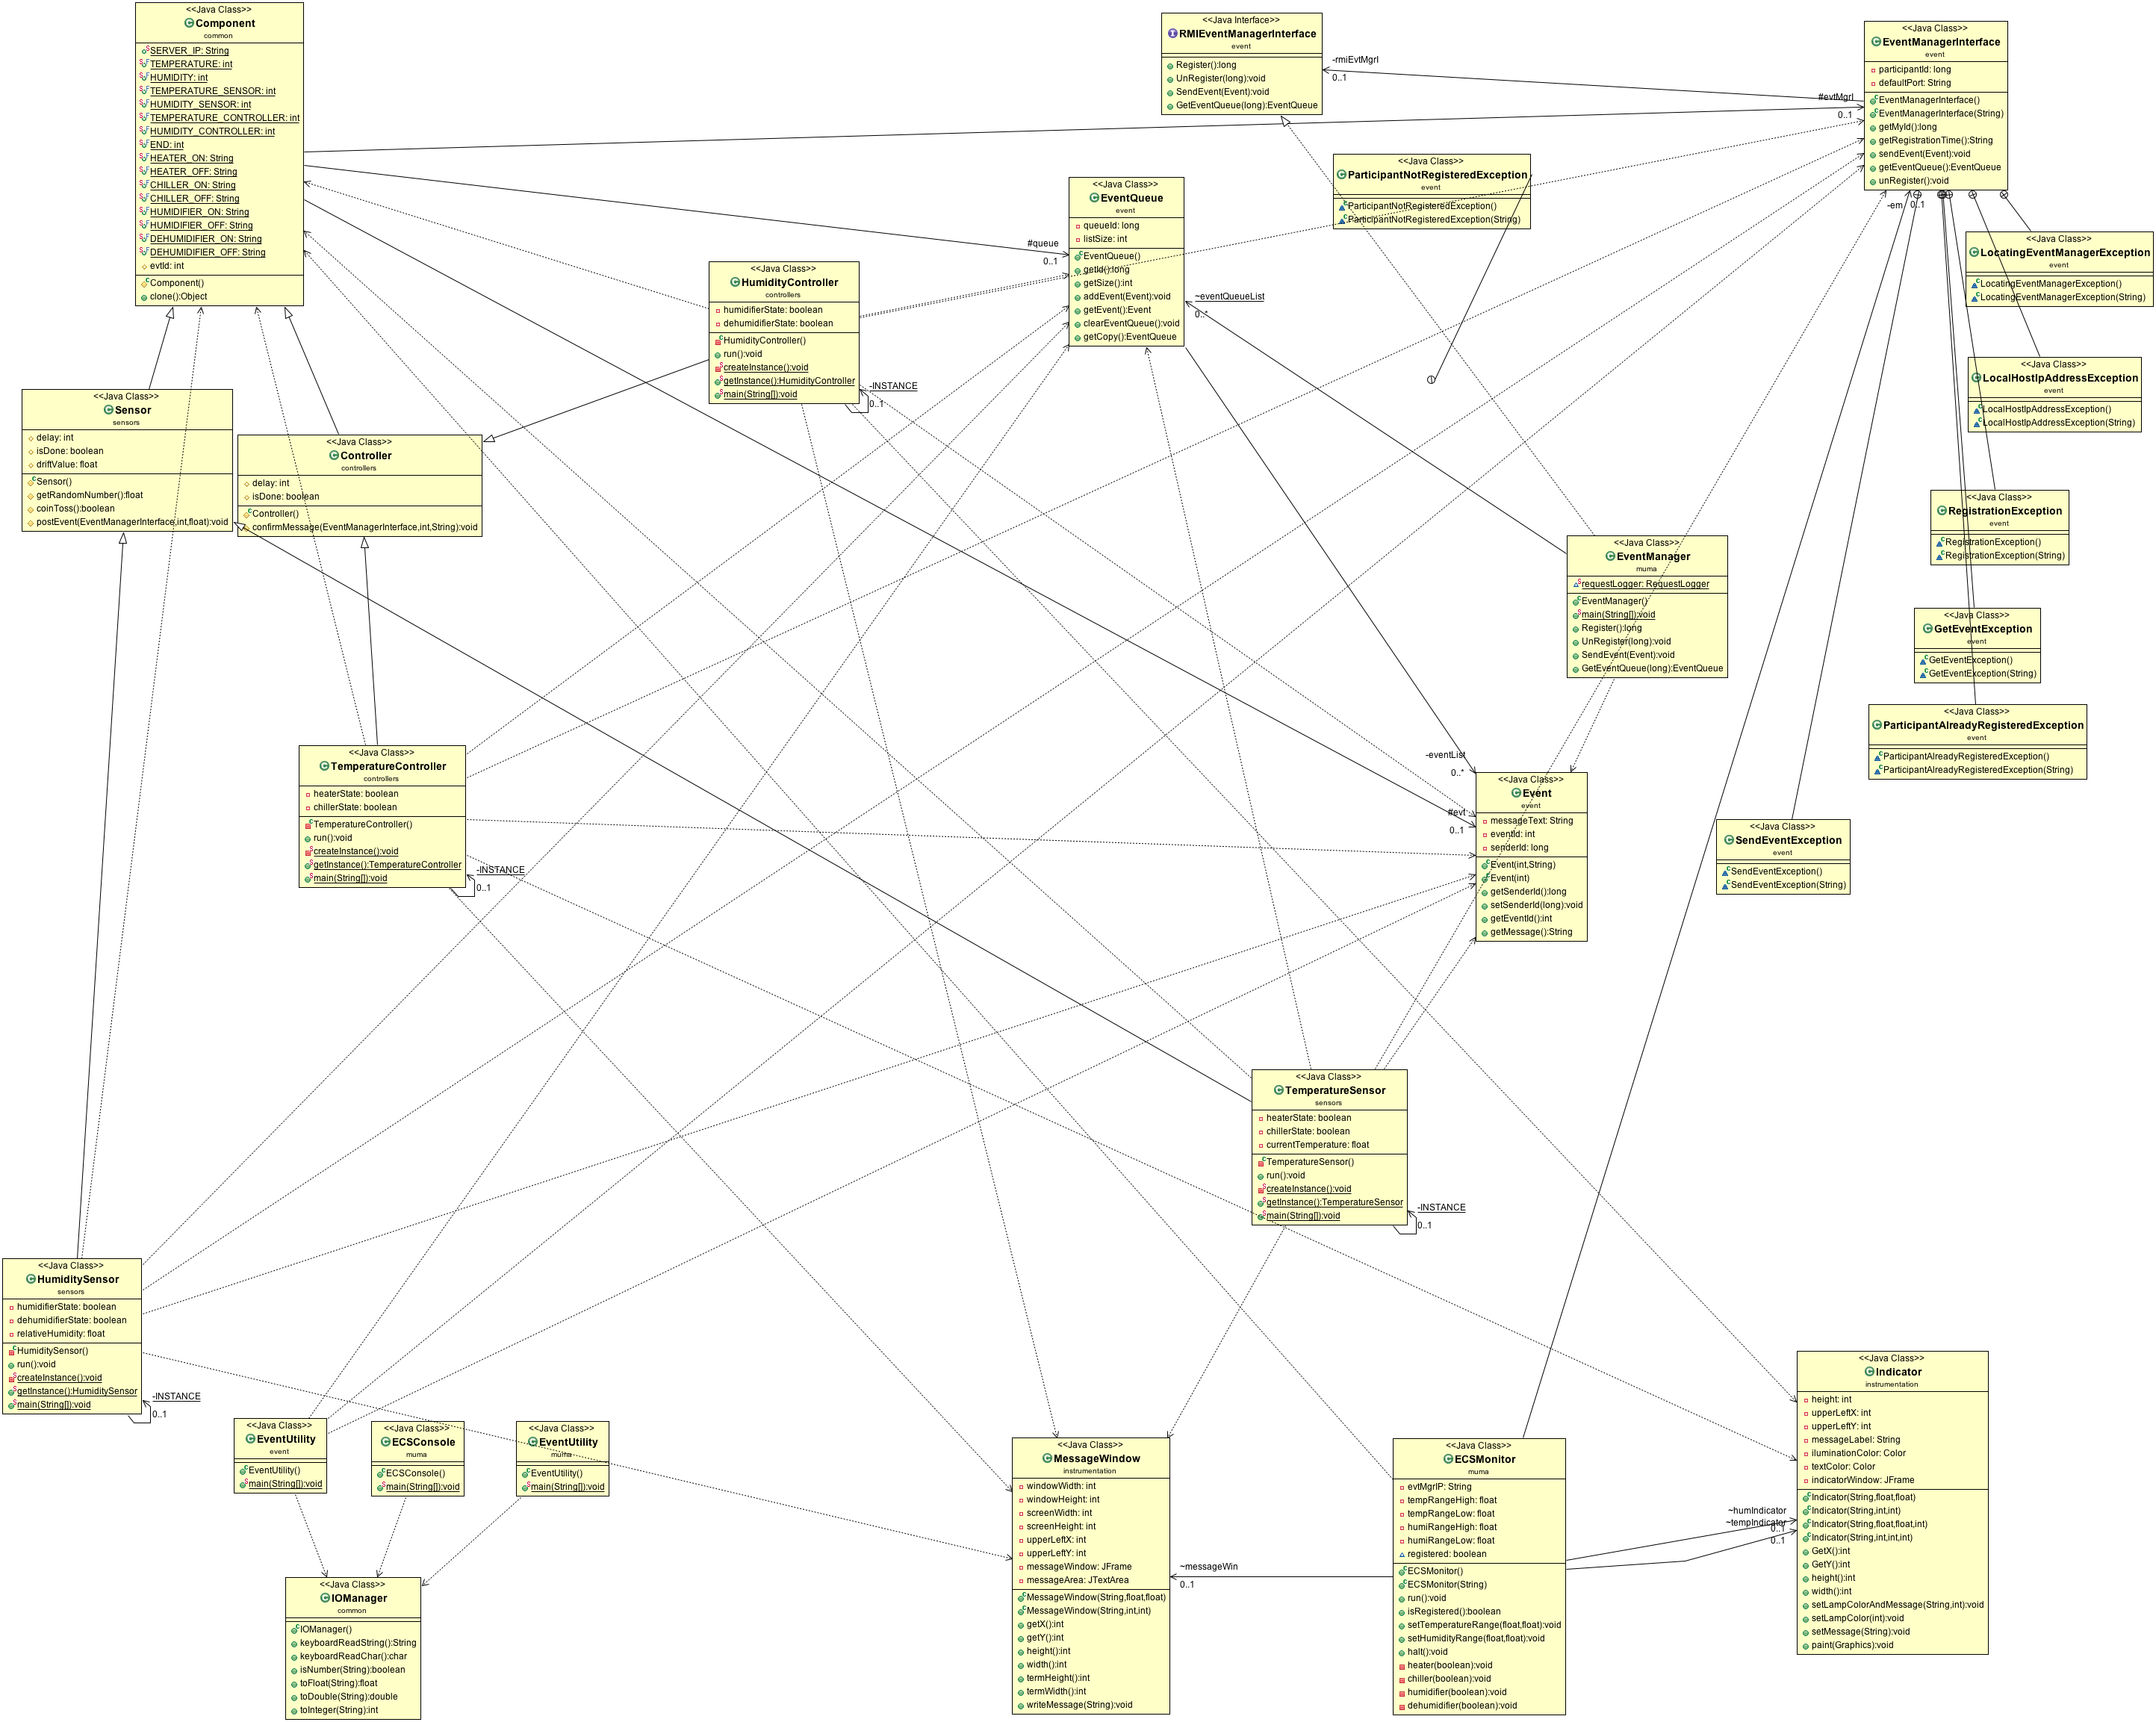 <<Java Class>>
Component
common
SERVER_IP: String
TEMPERATURE: int
HUMIDITY: int
TEMPERATURE_SENSOR: int
HUMIDITY_SENSOR: int
TEMPERATURE_CONTROLLER: int
HUMIDITY_CONTROLLER: int
END: int
HEATER_ON: String
HEATER_OFF: String
CHILLER_ON: String
CHILLER_OFF: String
HUMIDIFIER_ON: String
HUMIDIFIER_OFF: String
DEHUMIDIFIER_ON: String
DEHUMIDIFIER_OFF: String
evtId: int
Component()
clone():Object
<<Java Interface>>
RMIEventManagerInterface
event
Register():long
UnRegister(long):void
SendEvent(Event):void
GetEventQueue(long):EventQueue
-rmiEvtMgrI
0..1
<<Java Class>>
EventManagerInterface
event
participantId: long
defaultPort: String
EventManagerInterface()
EventManagerInterface(String)
getMyId():long
getRegistrationTime():String
sendEvent(Event):void
getEventQueue():EventQueue
unRegister():void
#evtMgrI
0..1
-em
0..1
<<Java Class>>
ParticipantNotRegisteredException
event
ParticipantNotRegisteredException()
ParticipantNotRegisteredException(String)
<<Java Class>>
EventQueue
event
queueId: long
listSize: int
EventQueue()
getId():long
getSize():int
addEvent(Event):void
getEvent():Event
clearEventQueue():void
getCopy():EventQueue
#queue
0..1
~eventQueueList
0..*
<<Java Class>>
LocatingEventManagerException
event
LocatingEventManagerException()
LocatingEventManagerException(String)
<<Java Class>>
HumidityController
controllers
humidifierState: boolean
dehumidifierState: boolean
HumidityController()
run():void
createInstance():void
getInstance():HumidityController
main(String[]):void
-INSTANCE
0..1
<<Java Class>>
LocalHostIpAddressException
event
LocalHostIpAddressException()
LocalHostIpAddressException(String)
<<Java Class>>
Sensor
sensors
delay: int
isDone: boolean
driftValue: float
Sensor()
getRandomNumber():float
coinToss():boolean
postEvent(EventManagerInterface,int,float):void
<<Java Class>>
Controller
controllers
delay: int
isDone: boolean
Controller()
confirmMessage(EventManagerInterface,int,String):void
<<Java Class>>
RegistrationException
event
RegistrationException()
RegistrationException(String)
<<Java Class>>
EventManager
muma
requestLogger: RequestLogger
EventManager()
main(String[]):void
Register():long
UnRegister(long):void
SendEvent(Event):void
GetEventQueue(long):EventQueue
<<Java Class>>
GetEventException
event
GetEventException()
GetEventException(String)
<<Java Class>>
ParticipantAlreadyRegisteredException
event
ParticipantAlreadyRegisteredException()
ParticipantAlreadyRegisteredException(String)
<<Java Class>>
TemperatureController
controllers
heaterState: boolean
chillerState: boolean
TemperatureController()
run():void
createInstance():void
getInstance():TemperatureController
main(String[]):void
-INSTANCE
0..1
-eventList
0..*
#evt
0..1
<<Java Class>>
Event
event
messageText: String
eventId: int
senderId: long
Event(int,String)
Event(int)
getSenderId():long
setSenderId(long):void
getEventId():int
getMessage():String
<<Java Class>>
SendEventException
event
SendEventException()
SendEventException(String)
<<Java Class>>
TemperatureSensor
sensors
heaterState: boolean
chillerState: boolean
currentTemperature: float
TemperatureSensor()
run():void
createInstance():void
getInstance():TemperatureSensor
main(String[]):void
-INSTANCE
0..1
<<Java Class>>
HumiditySensor
sensors
humidifierState: boolean
dehumidifierState: boolean
relativeHumidity: float
HumiditySensor()
run():void
createInstance():void
getInstance():HumiditySensor
main(String[]):void
-INSTANCE
0..1
<<Java Class>>
EventUtility
event
EventUtility()
main(String[]):void
<<Java Class>>
ECSConsole
muma
ECSConsole()
main(String[]):void
<<Java Class>>
EventUtility
muma
EventUtility()
main(String[]):void
<<Java Class>>
IOManager
common
IOManager()
keyboardReadString():String
keyboardReadChar():char
isNumber(String):boolean
toFloat(String):float
toDouble(String):double
toInteger(String):int
<<Java Class>>
MessageWindow
instrumentation
windowWidth: int
windowHeight: int
screenWidth: int
screenHeight: int
upperLeftX: int
upperLeftY: int
messageWindow: JFrame
messageArea: JTextArea
MessageWindow(String,float,float)
MessageWindow(String,int,int)
getX():int
getY():int
height():int
width():int
termHeight():int
termWidth():int
writeMessage(String):void
~messageWin
0..1
<<Java Class>>
ECSMonitor
muma
evtMgrIP: String
tempRangeHigh: float
tempRangeLow: float
humiRangeHigh: float
humiRangeLow: float
registered: boolean
ECSMonitor()
ECSMonitor(String)
run():void
isRegistered():boolean
setTemperatureRange(float,float):void
setHumidityRange(float,float):void
halt():void
heater(boolean):void
chiller(boolean):void
humidifier(boolean):void
dehumidifier(boolean):void
~humIndicator
0..1
~tempIndicator
0..1
<<Java Class>>
Indicator
instrumentation
height: int
upperLeftX: int
upperLeftY: int
messageLabel: String
iluminationColor: Color
textColor: Color
indicatorWindow: JFrame
Indicator(String,float,float)
Indicator(String,int,int)
Indicator(String,float,float,int)
Indicator(String,int,int,int)
GetX():int
GetY():int
height():int
width():int
setLampColorAndMessage(String,int):void
setLampColor(int):void
setMessage(String):void
paint(Graphics):void